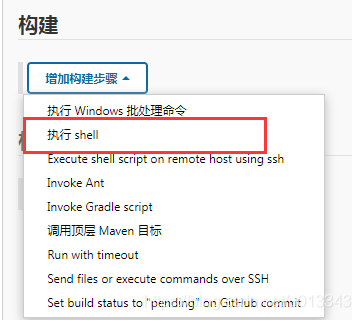 构建
增加构建步骤
执行 Windows 批处理命令
执行 shell
Execute shell script on remote host using ssh
Invoke Ant
Invoke Gradle script
调用顶层 Maven 目标
Run with timeout
Send files or execute commands over SSH
Set build status to "pending" on GitHub commit